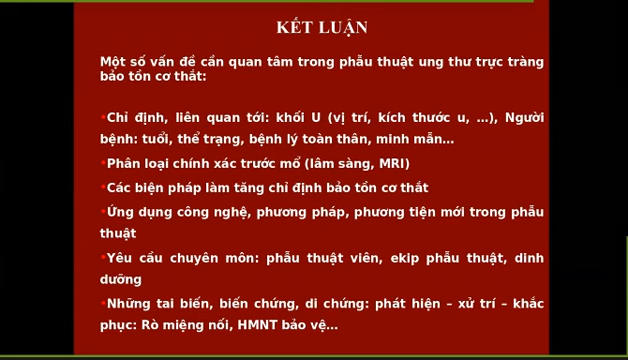 KẾT LUẬN
Một số vấn đề cần quan tâm trong phẫu thuật ung thư trực tràng
bảo tồn cơ thắt:
•Chỉ định, liên quan tới: khối U (vị trí, kích thước u, …), Người
bệnh: tuổi, thể trạng, bệnh lý toàn thân, minh mẫn…
•Phân loại chính xác trước mổ (lâm sàng, MRI)
•Các biện pháp làm tăng chỉ định bảo tồn cơ thắt
•Ứng dụng công nghệ, phương pháp, phương tiện mới trong phẫu
thuật
•Yêu cầu chuyên môn: phẫu thuật viên, ekip phẫu thuật, dinh
dưỡng
•Những tai biến, biến chứng, di chứng: phát hiện – xử trí – khắc
phục: Rò miệng nối, HMNT bảo vệ…